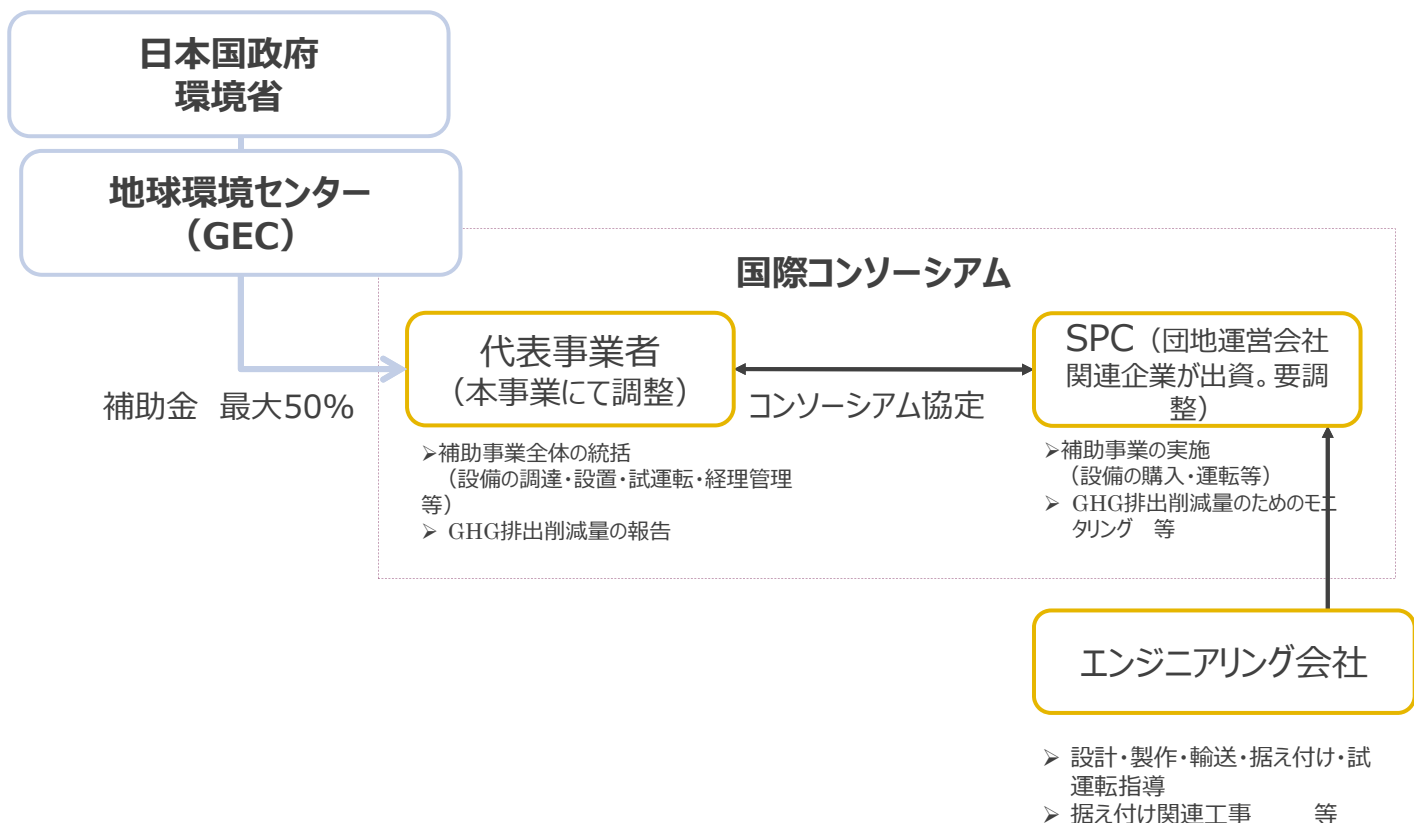 日本国政府
環境省
地球環境センター
（GEC）
国際コンソーシアム
代表事業者
（本事業にて調整）
SPC（団地運営会社
関連企業が出資。要調
整）
補助金　最大50%
コンソーシアム協定
➢補助事業全体の統括
（設備の調達・設置・試運転・経理管理
等）
➢ GHG排出削減量の報告
➢補助事業の実施
（設備の購入・運転等）
➢ GHG排出削減量のためのモニ
タリング　等
エンジニアリング会社
➢ 設計・製作・輸送・据え付け・試
運転指導
➢ 据え付け関連工事　　等